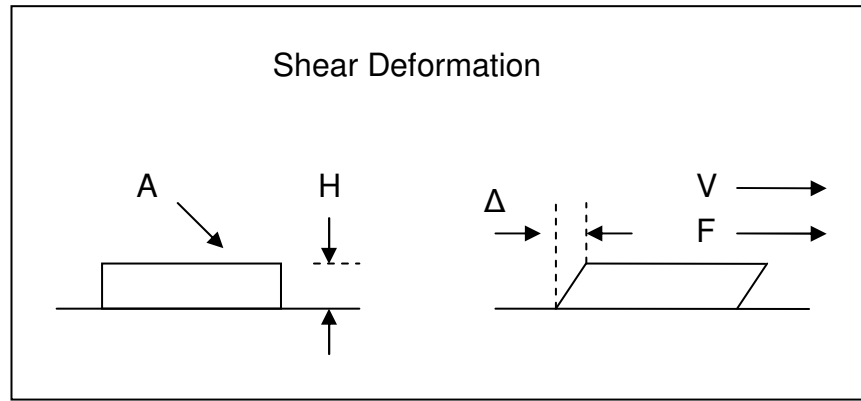 Shear Deformation
A H V
Δ F